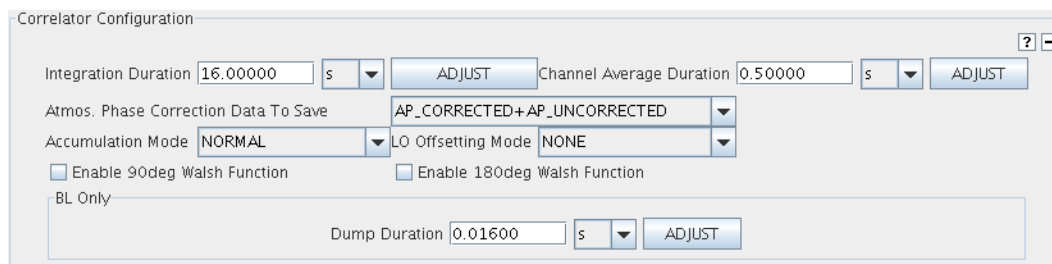 Correlator Configuration
?
Integration Duration 16.00000 s ADJUST Channel Average Duration 0.50000 s ADJUST
Atmos. Phase Correction Data To Save AP_CORRECTED+AP_UNCORRECTED
Accumulation Mode NORMAL LO Offsetting Mode NONE
Enable 90deg Walsh Function Enable 180deg Walsh Function
BL Only
Dump Duration 0.01600 s ADJUST